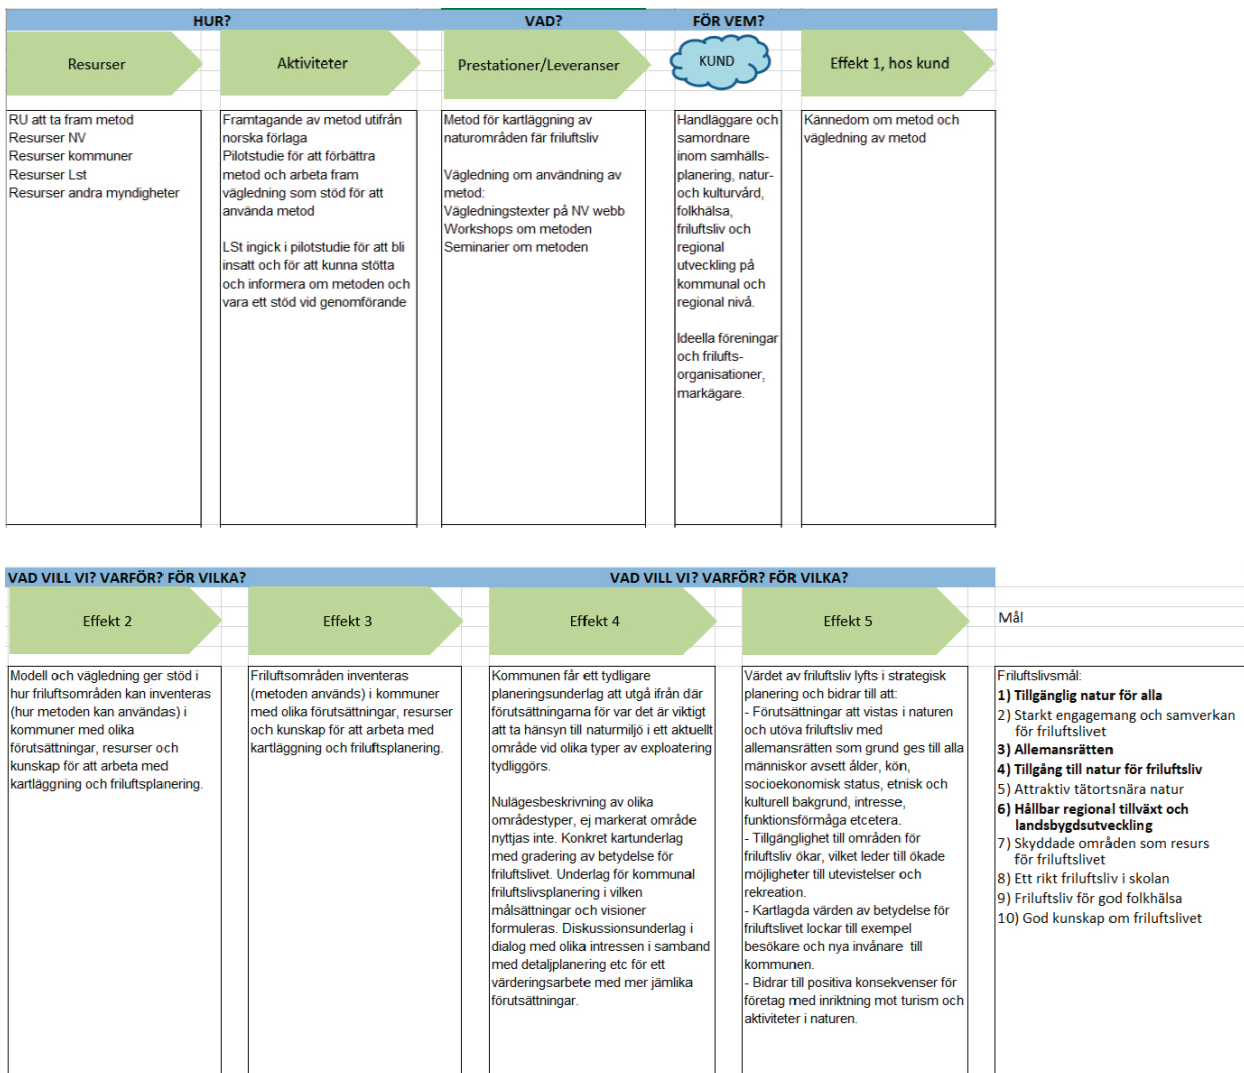 HUR?
VAD?
FÖR VEM?
Resurser
Aktiviteter
Prestationer/Leveranser
KUND
Effekt 1, hos kund
RU att ta fram metod
Resurser NV
Resurser kommuner
Resurser Lst
Resurser andra myndigheter
Framtagande av metod utifrån
norska förlaga
Pilotstudie för att förbättra
metod och arbeta fram
vägledning som stöd för att
använda metod
LSt ingick i pilotstudie för att bli
insatt och för att kunna stötta
och informera om metoden och
vara ett stöd vid genomförande
Metod för kartläggning av
naturområden fär friluftsliv
Vägledning om användning av
metod:
Vägledningstexter på NV webb
Workshops om metoden
Seminarier om metoden
Handläggare och
samordnare
inom samhälls-
planering, natur-
och kulturvård,
folkhälsa,
friluftsliv och
regional
utveckling på
kommunal och
regional nivå.
Ideella föreningar
och frilufts-
organisationer,
markägare.
Kännedom om metod och
vägledning av metod
VAD VILL VI? VARFÖR? FÖR VILKA?
VAD VILL VI? VARFÖR? FÖR VILKA?
Effekt 2
Effekt 3
Effekt 4
Effekt 5
Mål
Modell och vägledning ger stöd i
hur friluftsområden kan inventeras
(hur metoden kan användas) i
kommuner med olika
förutsättningar, resurser och
kunskap för att arbeta med
kartläggning och friluftsplanering.
Friluftsområden inventeras
(metoden används) i kommuner
med olika förutsättningar, resurser
och kunskap för att arbeta med
kartläggning och friluftsplanering.
Kommunen får ett tydligare
planeringsunderlag att utgå ifrån där
förutsättningarna för var det är viktigt
att ta hänsyn till naturmiljö i ett aktuellt
område vid olika typer av exploatering
tydliggörs.
Nulägesbeskrivning av olika
områdestyper, ej markerat område
nyttjas inte. Konkret kartunderlag
med gradering av betydelse för
friluftslivet. Underlag för kommunal
friluftslivsplanering i vilken
målsättningar och visioner
formuleras. Diskussionsunderlag i
dialog med olika intressen i samband
med detaljplanering etc för ett
värderingsarbete med mer jämlika
förutsättningar.
Värdet av friluftsliv lyfts i strategisk
planering och bidrar till att:
- Förutsättningar att vistas i naturen
och utöva friluftsliv med
allemansrätten som grund ges till alla
människor avsett ålder, kön,
socioekonomisk status, etnisk och
kulturell bakgrund, intresse,
funktionsförmåga etcetera.
- Tillgänglighet till områden för
friluftsliv ökar, vilket leder till ökade
möjligheter till utevistelser och
rekreation.
- Kartlagda värden av betydelse för
friluftslivet lockar till exempel
besökare och nya invånare till
kommunen.
- Bidrar till positiva konsekvenser för
företag med inriktning mot turism och
aktiviteter i naturen.
Friluftslivsmål:
1) Tillgänglig natur för alla
2) Starkt engagemang och samverkan
för friluftslivet
3) Allemansrätten
4) Tillgång till natur för friluftsliv
5) Attraktiv tätortsnära natur
6) Hållbar regional tillväxt och
landsbygdsutveckling
7) Skyddade områden som resurs
för friluftslivet
8) Ett rikt friluftsliv i skolan
9) Friluftsliv för god folkhälsa
10) God kunskap om friluftslivet